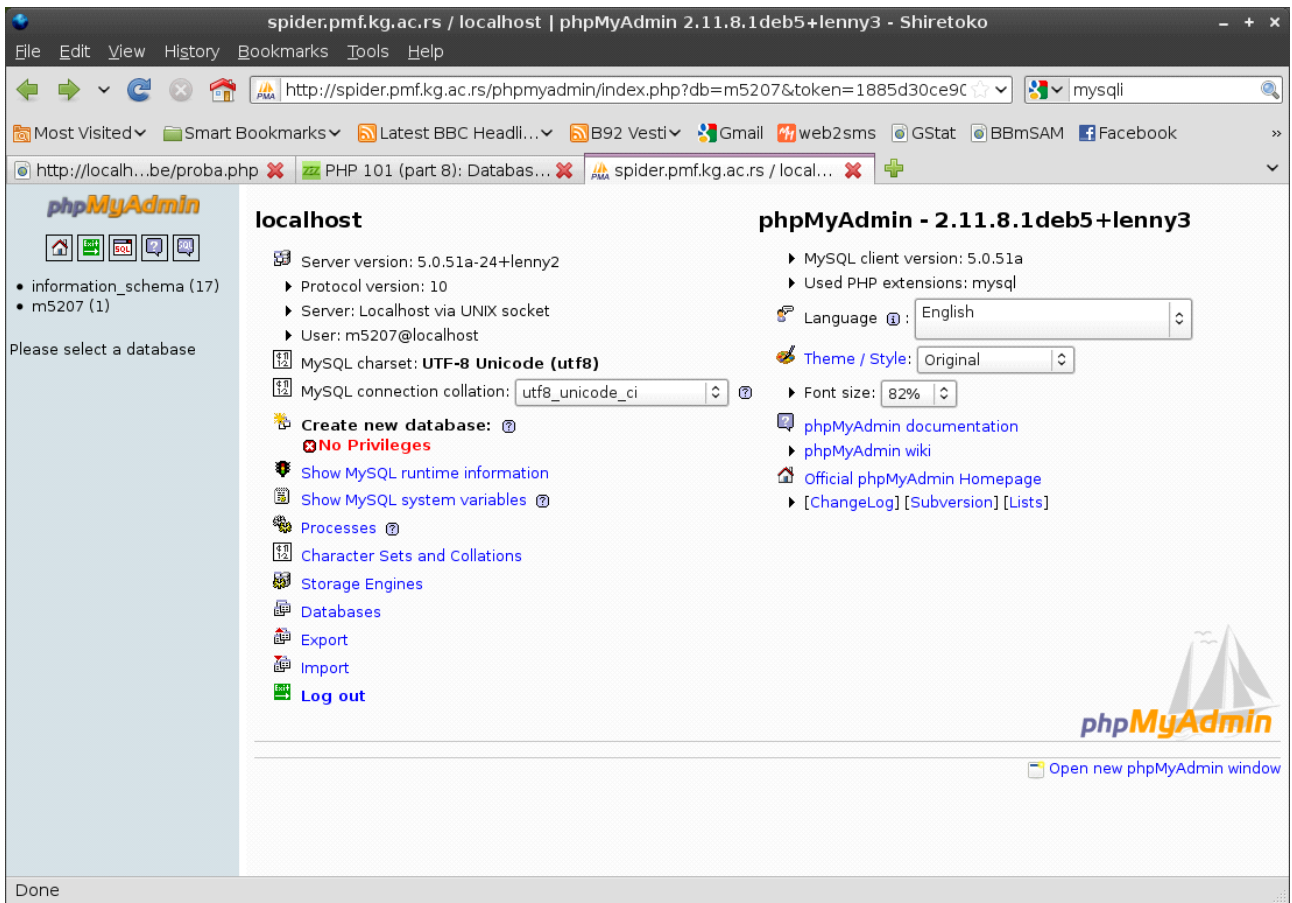 spider.pmf.kg.ac.rs / localhost | phpMyAdmin 2.11.8.1deb5+lenny3 - Shiretoko
File Edit View History Bookmarks Tools Help
PMA http://spider.pmf.kg.ac.rs/phpmyadmin/index.php?db=m5207&token=1885d30ce90 mysqli
Most Visited Smart Bookmarks Latest BBC Headli... B92 Vesti Gmail web2sms GStat BBmSAM Facebook »
http://localh...be/proba.php PHP 101 (part 8): Databas... spider.pmf.kg.ac.rs / local...
phpMyAdmin
Exit SQL ? SQL
information_schema (17)
m5207 (1)
Please select a database
localhost
Server version: 5.0.51a-24+lenny2
Protocol version: 10
Server: Localhost via UNIX socket
User: m5207@localhost
MySQL charset: UTF-8 Unicode (utf8)
MySQL connection collation: utf8_unicode_ci
Create new database:
No Privileges
Show MySQL runtime information
Show MySQL system variables
Processes
Character Sets and Collations
Storage Engines
Databases
Export
Import
Log out
phpMyAdmin - 2.11.8.1deb5+lenny3
MySQL client version: 5.0.51a
Used PHP extensions: mysql
Language : English
Theme / Style: Original
Font size: 82%
phpMyAdmin documentation
phpMyAdmin wiki
Official phpMyAdmin Homepage
[ChangeLog] [Subversion] [Lists]
phpMyAdmin
Open new phpMyAdmin window
Done